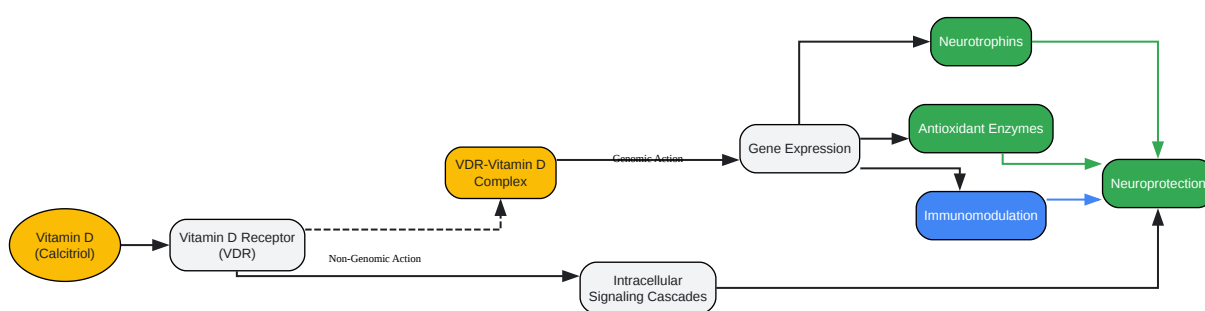 Neurotrophins
Antioxidant Enzymes
Gene Expression
VDR-Vitamin D
Complex
Genomic Action
Neuroprotection
Immunomodulation
Vitamin D
(Calcitriol)
Vitamin D Receptor
(VDR)
Non-Genomic Action
Intracellular
Signaling Cascades